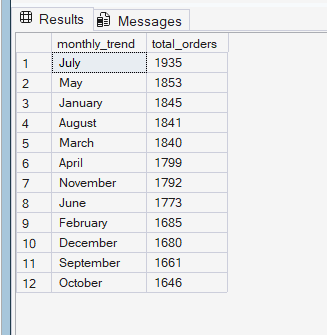 Results Messages
monthly_trend total_orders
1 July 1935
2 May 1853
3 January 1845
4 August 1841
5 March 1840
6 April 1799
7 November 1792
8 June 1773
9 February 1685
10 December 1680
11 September 1661
12 October 1646